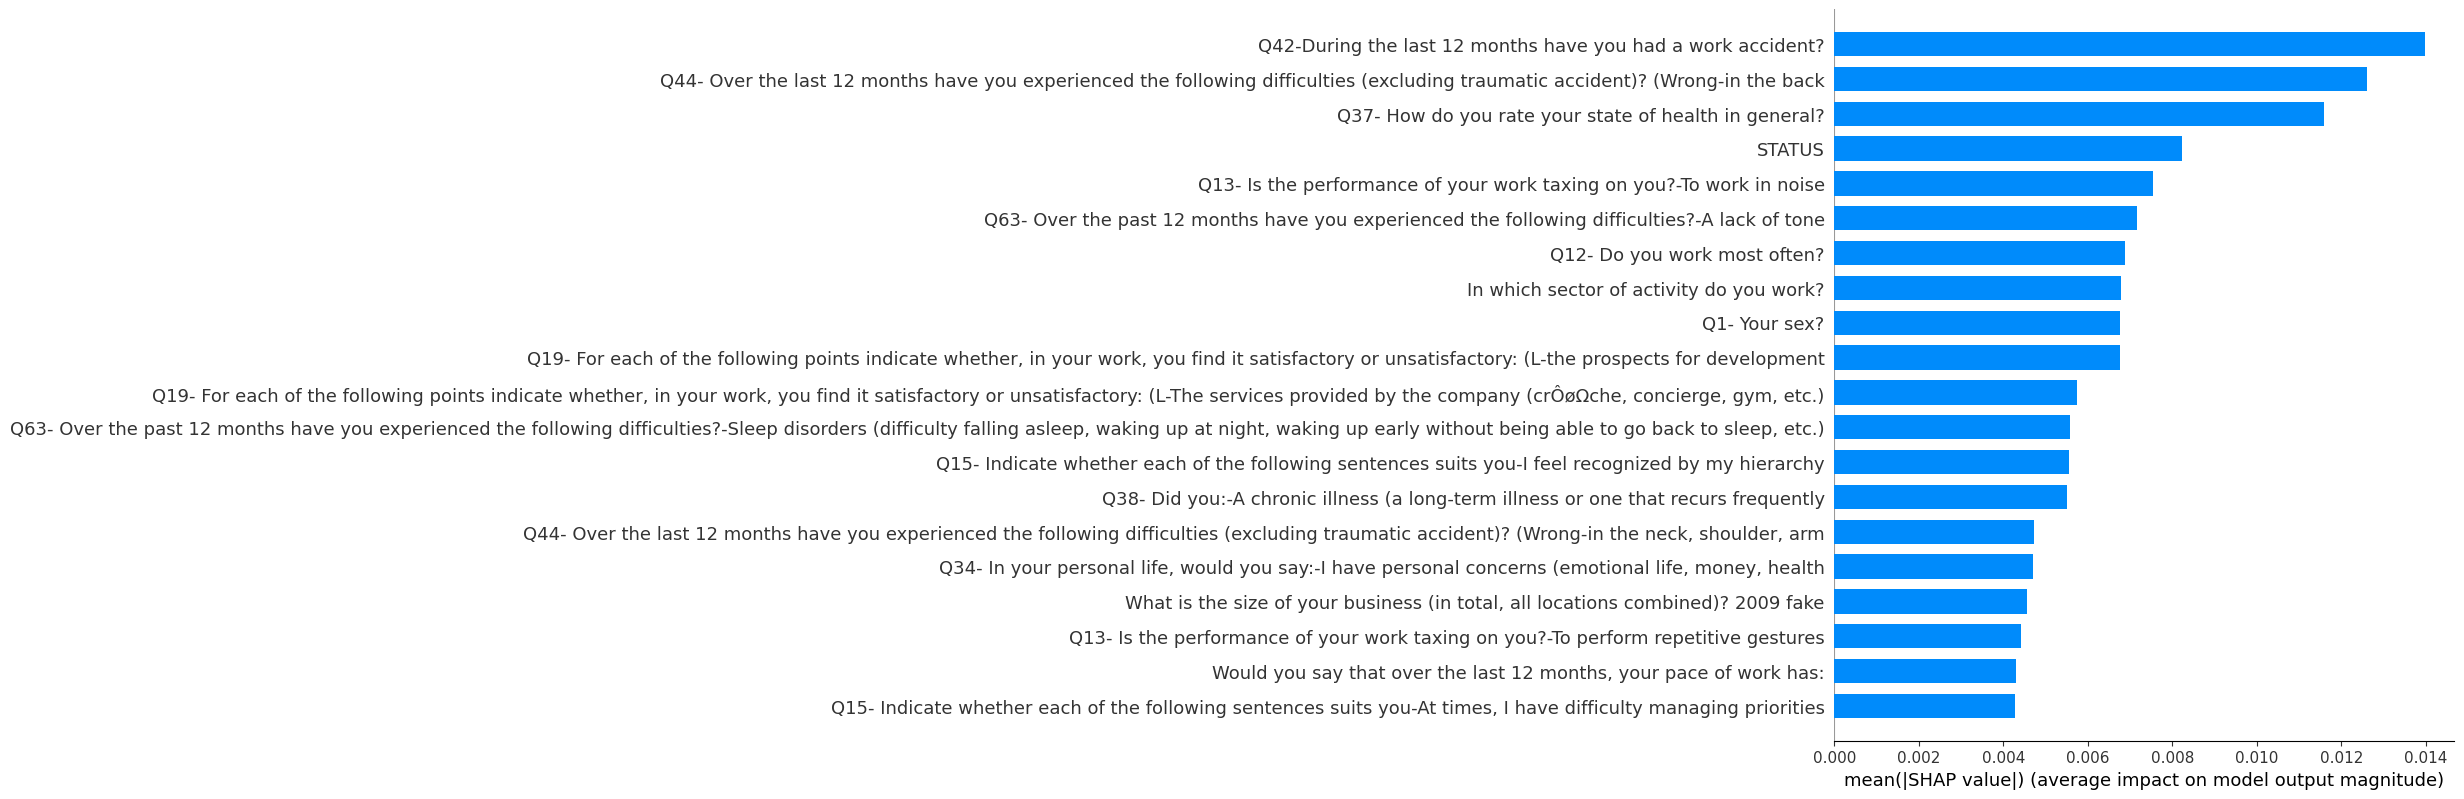 Q42-During the last 12 months have you had a work accident?
Q44- Over the last 12 months have you experienced the following difficulties (excluding traumatic accident)? (Wrong-in the back
Q37- How do you rate your state of health in general?
STATUS
Q13- Is the performance of your work taxing on you?-To work in noise
Q63- Over the past 12 months have you experienced the following difficulties?-A lack of tone
Q12- Do you work most often?
In which sector of activity do you work?
Q1- Your sex?
Q19- For each of the following points indicate whether, in your work, you find it satisfactory or unsatisfactory: (L-the prospects for development
Q19- For each of the following points indicate whether, in your work, you find it satisfactory or unsatisfactory: (L-The services provided by the company (crÔøΩche, concierge, gym, etc.)
Q63- Over the past 12 months have you experienced the following difficulties?-Sleep disorders (difficulty falling asleep, waking up at night, waking up early without being able to go back to sleep, etc.)
Q15- Indicate whether each of the following sentences suits you-I feel recognized by my hierarchy
Q38- Did you:-A chronic illness (a long-term illness or one that recurs frequently
Q44- Over the last 12 months have you experienced the following difficulties (excluding traumatic accident)? (Wrong-in the neck, shoulder, arm
Q34- In your personal life, would you say:-I have personal concerns (emotional life, money, health
What is the size of your business (in total, all locations combined)? 2009 fake
Q13- Is the performance of your work taxing on you?-To perform repetitive gestures
Would you say that over the last 12 months, your pace of work has:
Q15- Indicate whether each of the following sentences suits you-At times, I have difficulty managing priorities
0.000 0.002 0.004 0.006 0.008 0.010 0.012 0.014
mean(|SHAP value|) (average impact on model output magnitude)